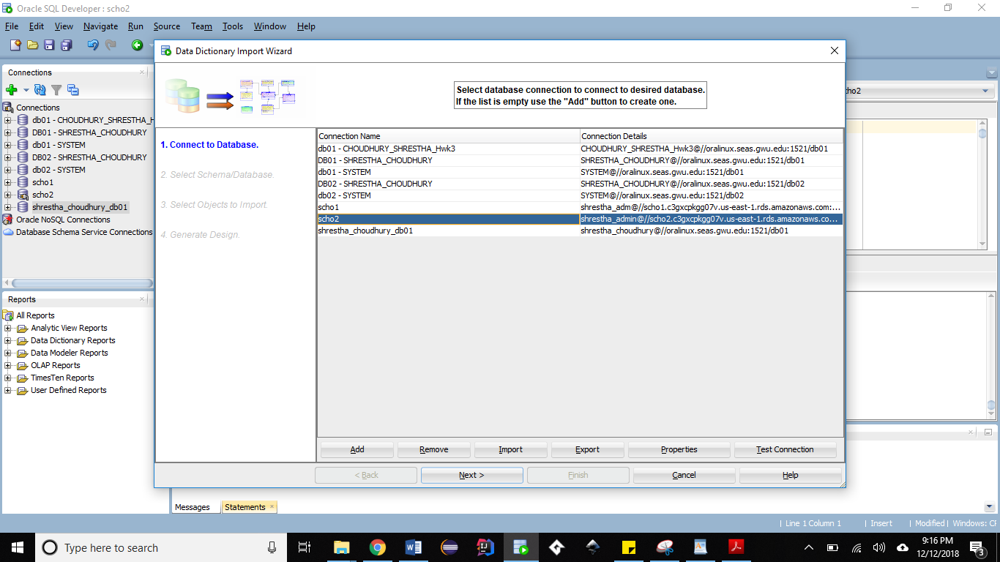 Oracle SQL Developer : scho2
File Edit View Navigate Run Source Team Tools Window Help
Data Dictionary Import Wizard
Select database connection to connect to desired database.
If the list is empty use the "Add" button to create one.
Connections
Connections
db01 - CHOUDHURY_SHRESTHA_H
DB01 - SHRESTHA_CHOUDHURY
db01 - SYSTEM
DB02 - SHRESTHA_CHOUDHURY
db02 - SYSTEM
scho1
scho2
shrestha_choudhury_db01
Oracle NoSQL Connections
Database Schema Service Connections
Reports
All Reports
Analytic View Reports
Data Dictionary Reports
Data Modeler Reports
OLAP Reports
TimesTen Reports
User Defined Reports
1. Connect to Database.
2. Select Schema/Database.
3. Select Objects to Import.
4. Generate Design.
Connection Name Connection Details
db01 - CHOUDHURY_SHRESTHA_Hwk3 CHOUDHURY_SHRESTHA_Hwk3@//oralinux.seas.gwu.edu:1521/db01
DB01 - SHRESTHA_CHOUDHURY SHRESTHA_CHOUDHURY@//oralinux.seas.gwu.edu:1521/db01
db01 - SYSTEM SYSTEM@//oralinux.seas.gwu.edu:1521/db01
DB02 - SHRESTHA_CHOUDHURY SHRESTHA_CHOUDHURY@//oralinux.seas.gwu.edu:1521/db02
db02 - SYSTEM SYSTEM@//oralinux.seas.gwu.edu:1521/db02
scho1 shrestha_adm@//scho1.c3gxcpkgg07v.us-east-1.rds.amazonaws.com:...
scho2 shrestha_admin@//scho2.c3gxcpkgg07v.us-east-1.rds.amazonaws.co...
shrestha_choudhury_db01 shrestha_choudhury@//oralinux.seas.gwu.edu:1521/db01
Add Remove Import Export Properties Test Connection
< Back Next > Finish Cancel Help
cho2
Messages Statements
Line 1 Column 1 Insert Modified Windows: CF
Type here to search
9:16 PM
12/12/2018
3